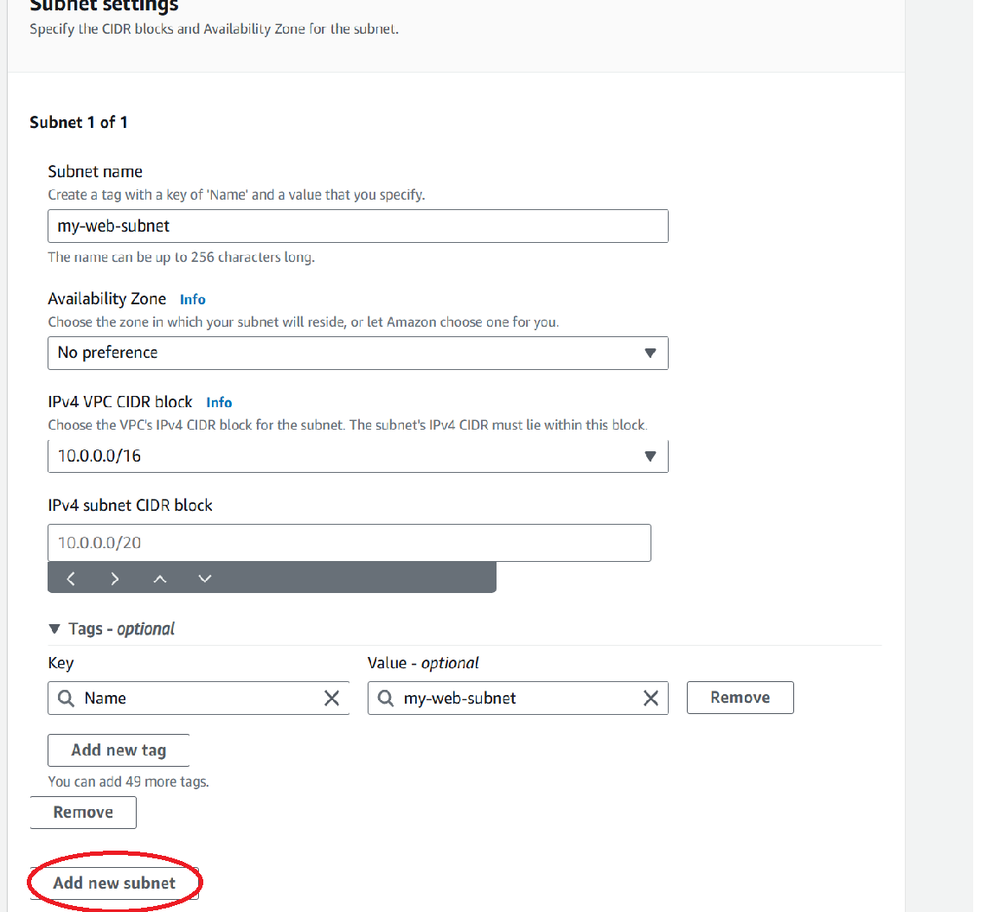 Subnet settings
Specify the CIDR blocks and Availability Zone for the subnet.
Subnet 1 of 1
Subnet name
Create a tag with a key of 'Name' and a value that you specify.
my-web-subnet
The name can be up to 256 characters long.
Availability Zone Info
Choose the zone in which your subnet will reside, or let Amazon choose one for you.
No preference
IPv4 VPC CIDR block Info
Choose the VPC's IPv4 CIDR block for the subnet. The subnet's IPv4 CIDR must lie within this block.
10.0.0.0/16
IPv4 subnet CIDR block
10.0.0.0/20
Tags - optional
Key Value - optional
Name my-web-subnet Remove
Add new tag
You can add 49 more tags.
Remove
Add new subnet